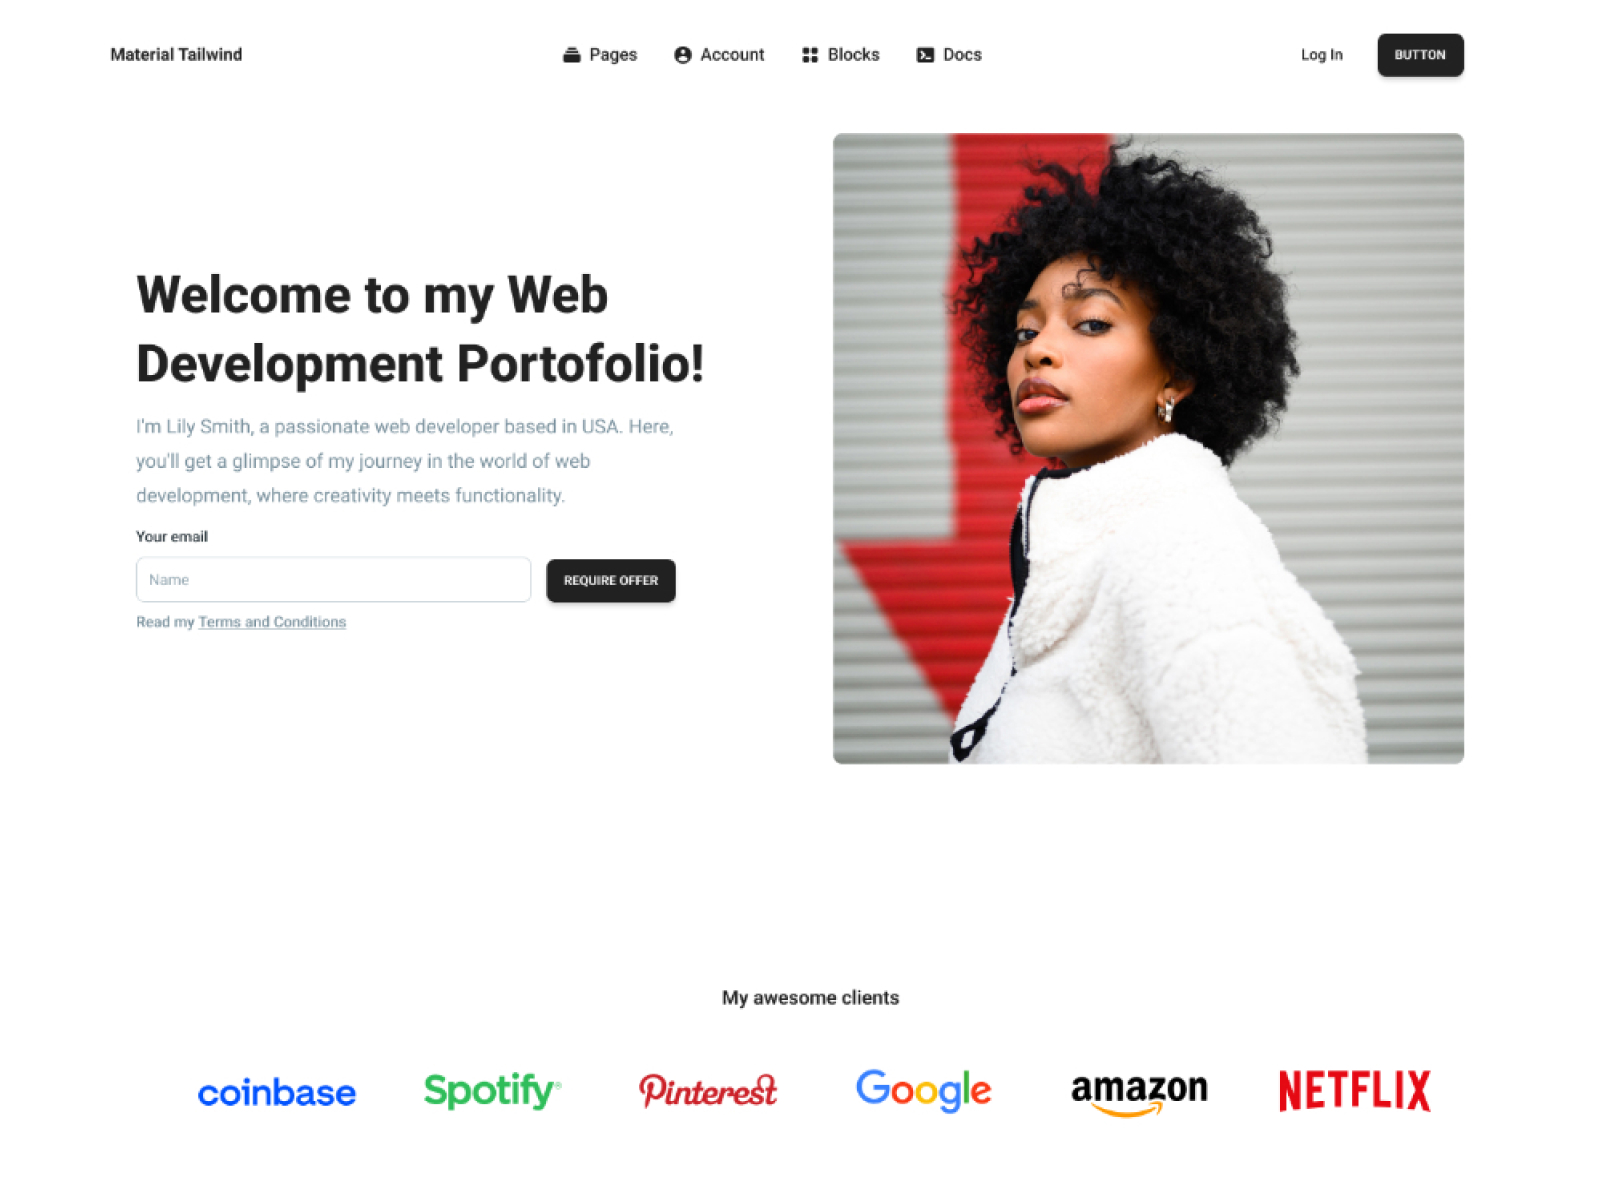 Material Tailwind
Pages
Account
Blocks
Docs
Log In
BUTTON
Welcome to my Web
Development Portofolio!
I'm Lily Smith, a passionate web developer based in USA. Here,
you'll get a glimpse of my journey in the world of web
development, where creativity meets functionality.
Your email
Name
REQUIRE OFFER
Read my Terms and Conditions
My awesome clients
coinbase
Spotify®
Pinterest
Google
amazon
NETFLIX